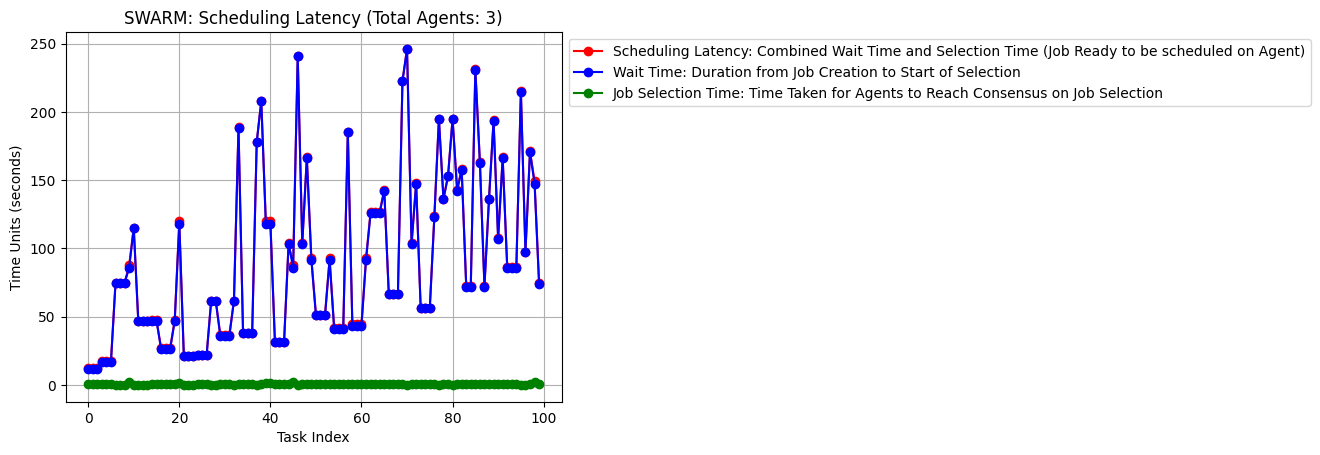 SWARM: Scheduling Latency (Total Agents: 3)
Scheduling Latency: Combined Wait Time and Selection Time (Job Ready to be scheduled on Agent)
Wait Time: Duration from Job Creation to Start of Selection
Job Selection Time: Time Taken for Agents to Reach Consensus on Job Selection
Time Units (seconds)
250
200
150
100
50
0
0 20 40 60 80 100
Task Index